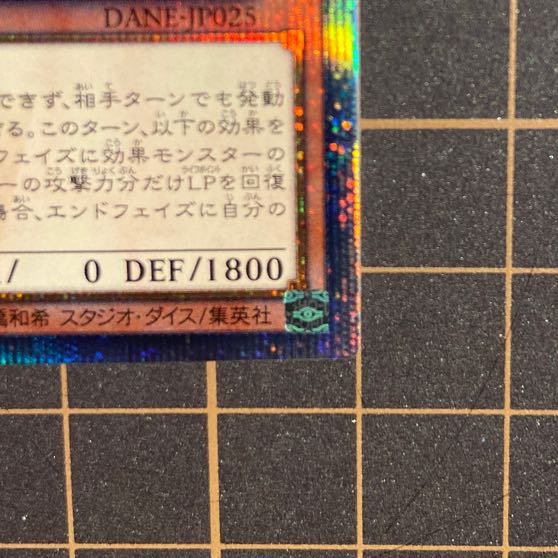 DANE-JP025
できず、相手ターンでも発動
る。このターン、以下の効果を
フェイズに効果モンスターの
ーの攻撃力分だけLPを回復
場合、エンドフェイズに自分の
/ 0 DEF/1800
橋和希 スタジオ・ダイス/集英社